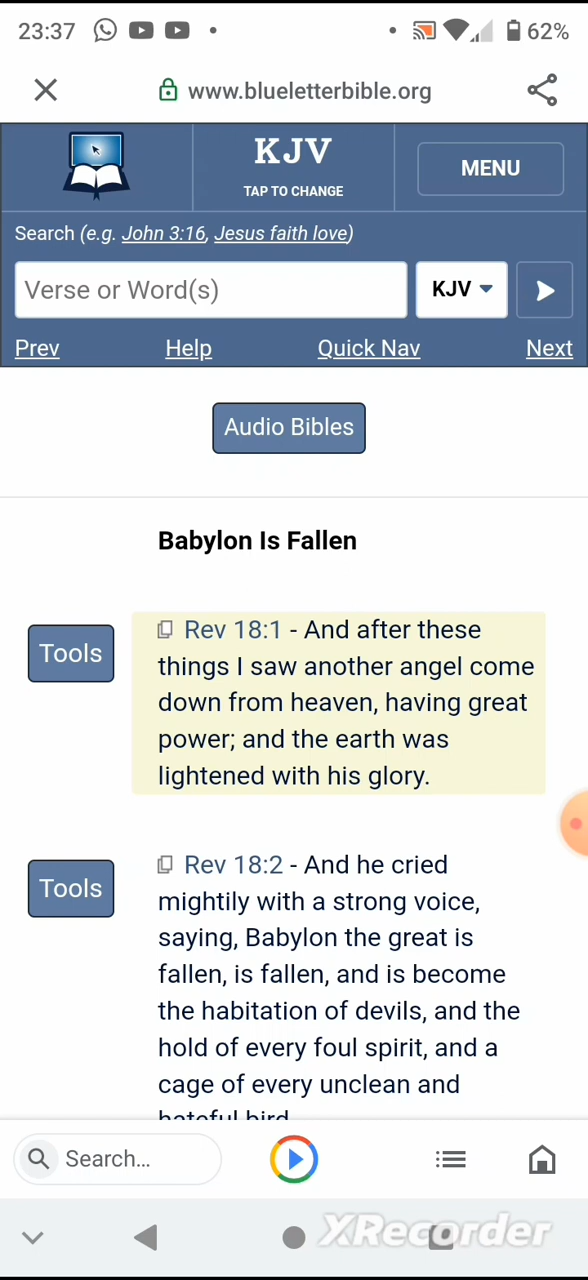 23:37
62%
www.blueletterbible.org
KJV
TAP TO CHANGE
MENU
Search (e.g. John 3:16, Jesus faith love)
Verse or Word(s)
KJV
Prev
Help
Quick Nav
Next
Audio Bibles
Babylon Is Fallen
Tools
Rev 18:1 - And after these
things I saw another angel come
down from heaven, having great
power; and the earth was
lightened with his glory.
Tools
Rev 18:2 - And he cried
mightily with a strong voice,
saying, Babylon the great is
fallen, is fallen, and is become
the habitation of devils, and the
hold of every foul spirit, and a
cage of every unclean and
hateful bird.
Search...
XRecorder